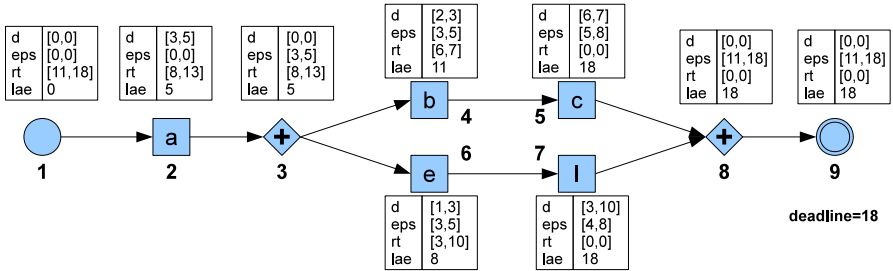 d [0,0]
eps [0,0]
rt [11,18]
lae 0
d [3,5]
eps [0,0]
rt [8,13]
lae 5
d [0,0]
eps [3,5]
rt [8,13]
lae 5
d [2,3]
eps [3,5]
rt [6,7]
lae 11
d [6,7]
eps [5,8]
rt [0,0]
lae 18
d [0,0]
eps [11,18]
rt [0,0]
lae 18
d [0,0]
eps [11,18]
rt [0,0]
lae 18
b
c
4
5
a
+
+
1
2
3
6
7
8
9
e
l
d [1,3]
eps [3,5]
rt [3,10]
lae 8
d [3,10]
eps [4,8]
rt [0,0]
lae 18
deadline=18